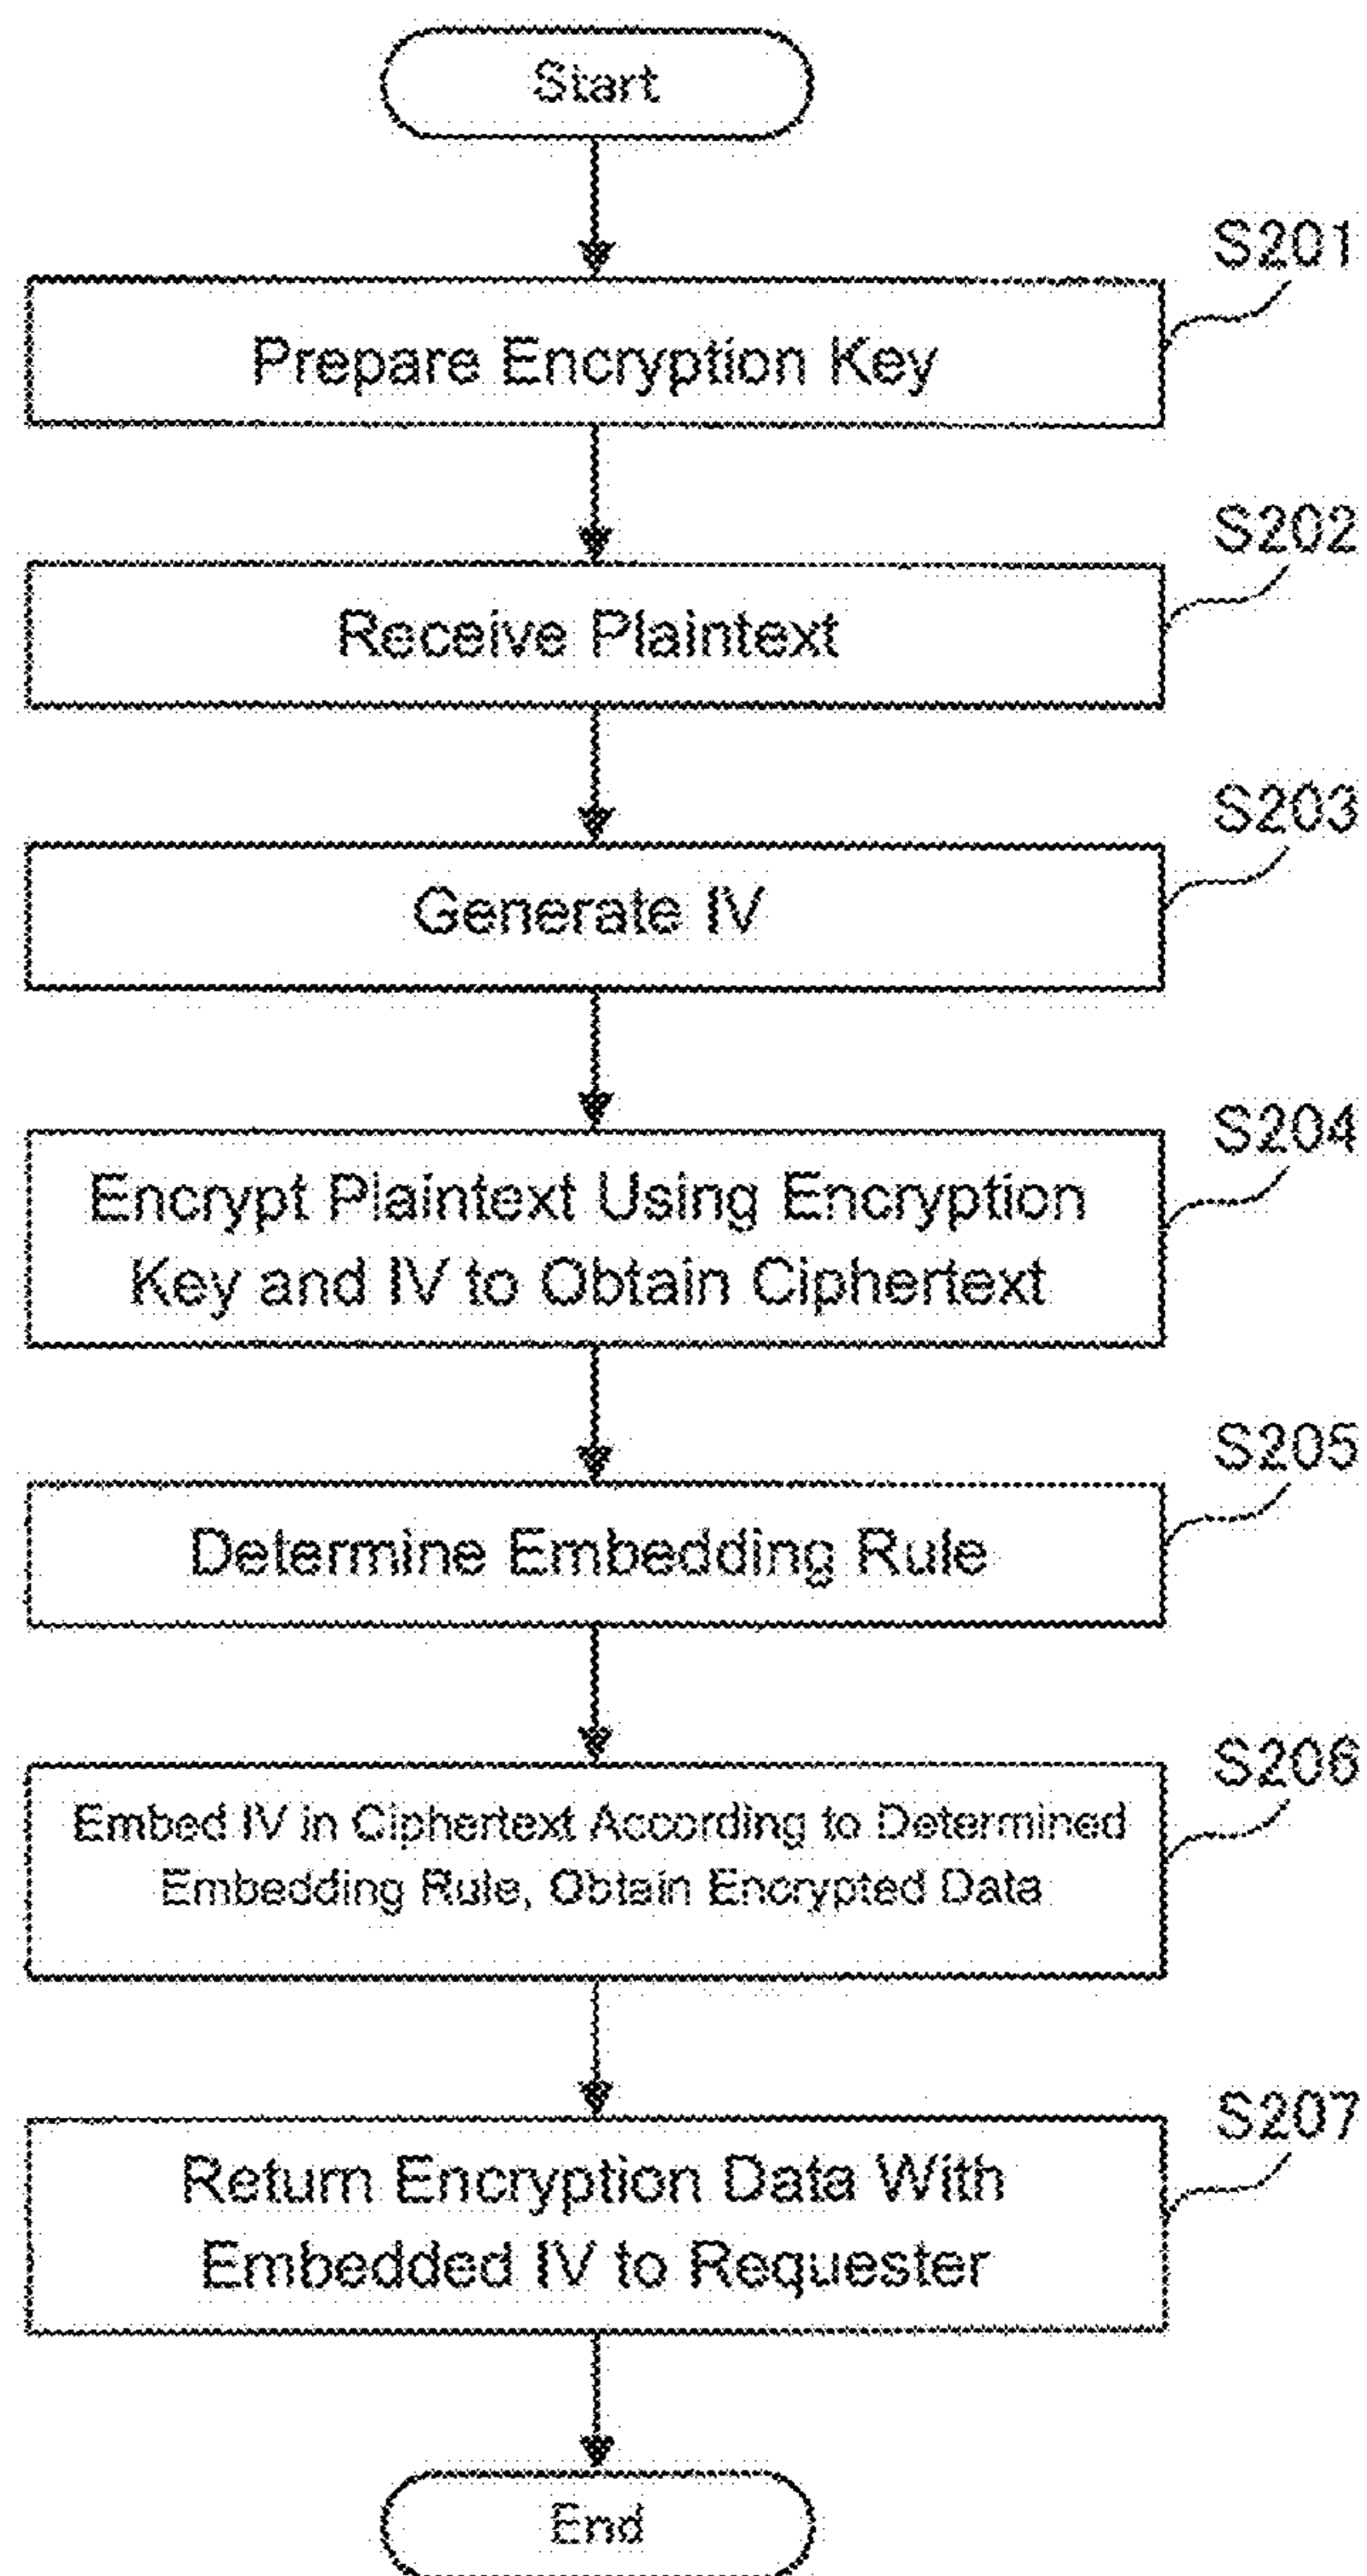 Start
S201
Prepare Encryption Key
S202
Receive Plaintext
S203
Generate IV
S204
Encrypt Plaintext Using Encryption
Key and IV to Obtain Ciphertext
S205
Determine Embedding Rule
S206
Embed IV in Ciphertext According to Determined
Embedding Rule, Obtain Encrypted Data
S207
Return Encryption Data With
Embedded IV to Requester
End